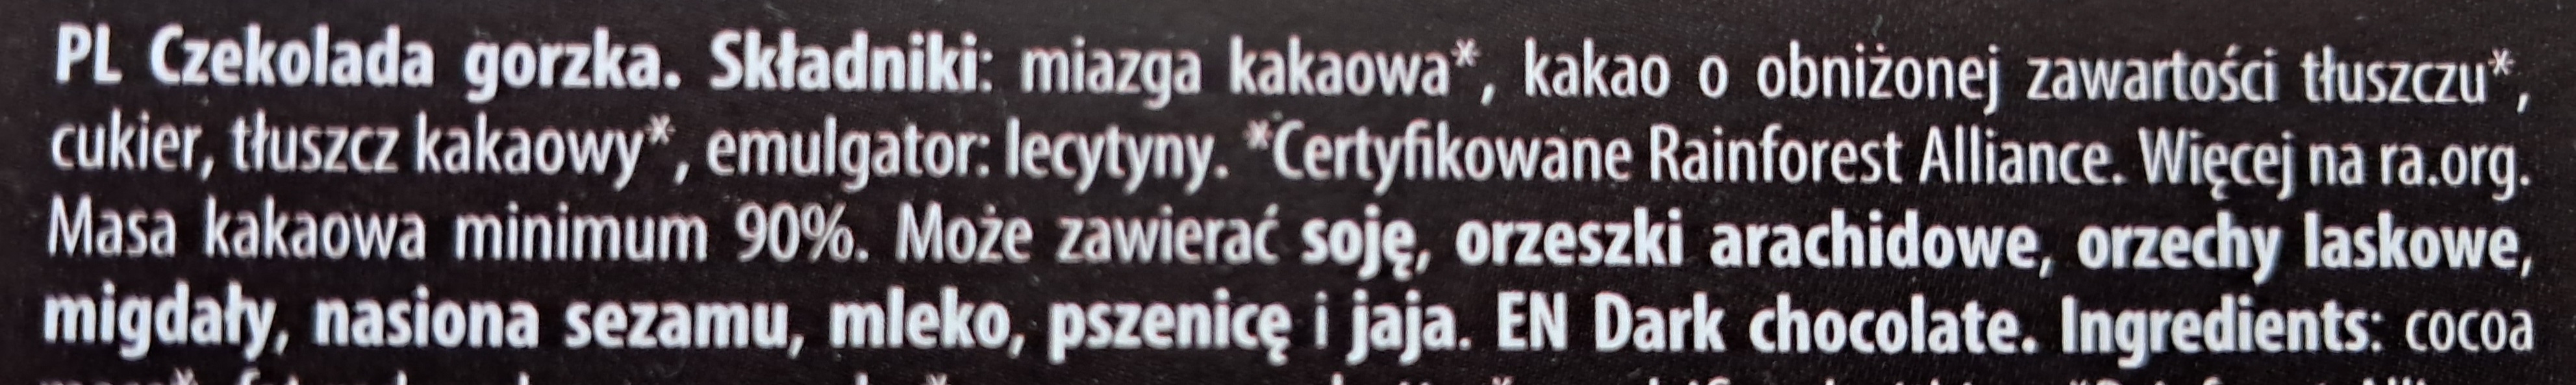 PL Czekolada gorzka. Składniki: miazga kakaowa*, kakao o obniżonej zawartości tłuszczu*,
cukier, tłuszcz kakaowy*, emulgator: lecytyny. *Certyfikowane Rainforest Alliance. Więcej na ra.org.
Masa kakaowa minimum 90%. Może zawierać soję, orzeszki arachidowe, orzechy laskowe,
migdały, nasiona sezamu, mleko, pszenicę i jaja. EN Dark chocolate. Ingredients: cocoa